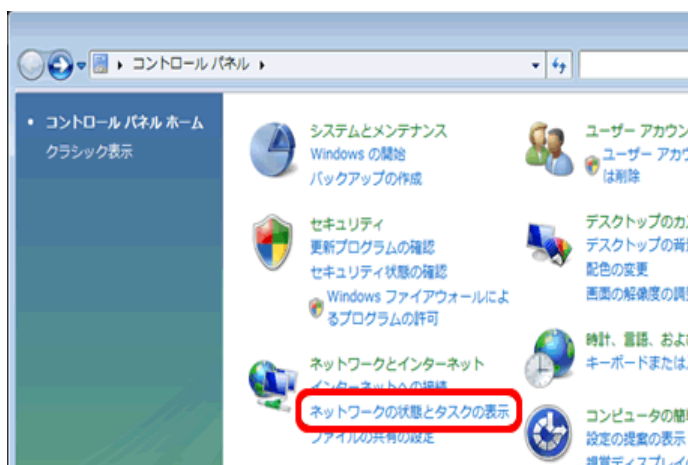 コントロール パネル
コントロール パネル ホーム
クラシック表示
システムとメンテナンス
Windows の開始
バックアップの作成
セキュリティ
更新プログラムの確認
セキュリティ状態の確認
Windows ファイアウォールによ
るプログラムの許可
ネットワークとインターネット
インターネットへの接続
ネットワークの状態とタスクの表示
ファイルの共有の設定
ユーザー アカウン
ユーザー アカ
は削除
デスクトップのカ
デスクトップの背
配色の変更
画面の解像度の調
時計、言語、およ
キーボードまたは
コンピュータの簡
設定の提案の表示
視覚ディスプレイ